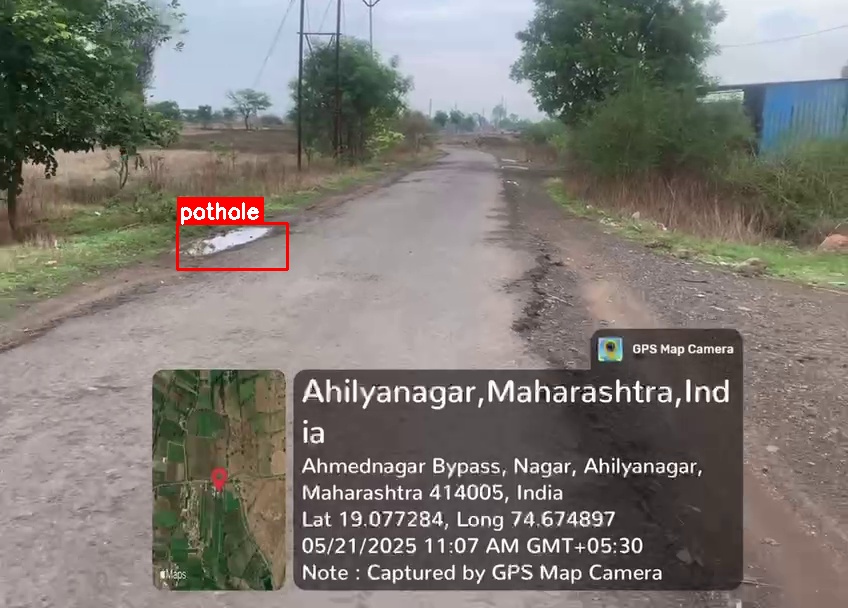 pothole
GPS Map Camera
Ahilyanagar,Maharashtra,Ind
ia
Ahmednagar Bypass, Nagar, Ahilyanagar,
Maharashtra 414005, India
Lat 19.077284, Long 74.674897
05/21/2025 11:07 AM GMT+05:30
Note : Captured by GPS Map Camera
Maps